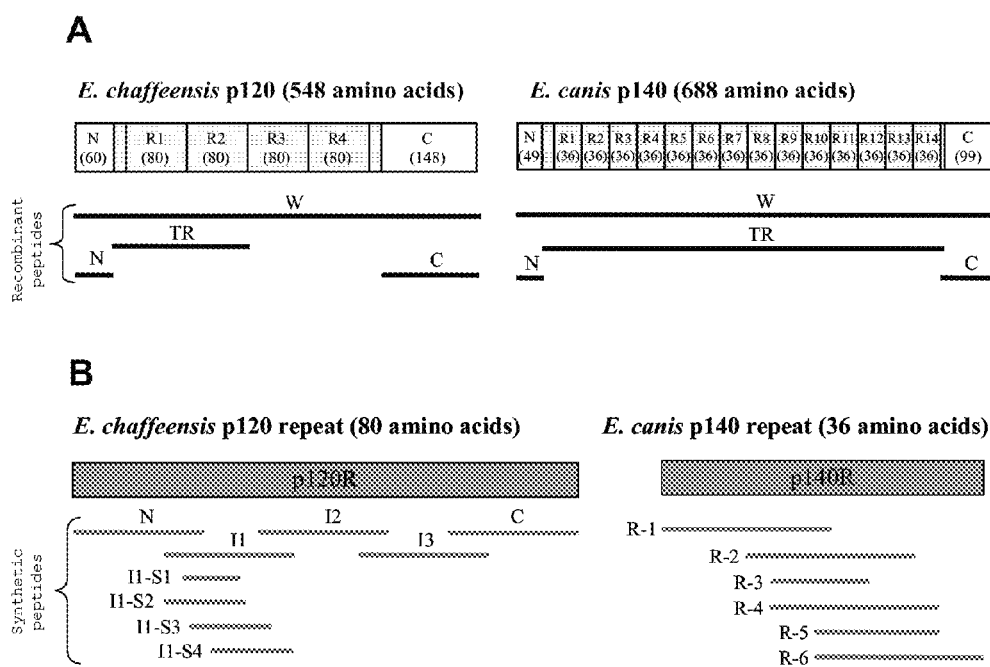 A
E. chaffeensis p120 (548 amino acids)
E. canis p140 (688 amino acids)
N R1 R2 R3 R4 C
(60) (80) (80) (80) (80) (148)
N R1 R2 R3 R4 R5 R6 R7 R8 R9 R10 R11 R12 R13 R14 C
(49) (36) (36) (36) (36) (36) (36) (36) (36) (36) (36) (36) (36) (36) (36) (99)
Recombinant
peptides
W
TR
N C
W
TR
N C
B
E. chaffeensis p120 repeat (80 amino acids)
E. canis p140 repeat (36 amino acids)
p120R
p140R
Synthetic
peptides
N I2 C
I1 I3
I1-S1
I1-S2
I1-S3
I1-S4
R-1
R-2
R-3
R-4
R-5
R-6